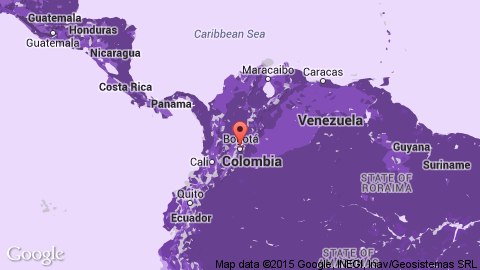 Guatemala
Honduras
Guatemala
Nicaragua
Caribbean Sea
Costa Rica
Maracaibo
Caracas
Panama
Venezuela
Bogotá
Cali
Colombia
Guyana
Suriname
STATE OF
RORAIMA
Quito
Ecuador
STATE OF
Google
Map data ©2015 Google, INEGI, Inav/Geosistemas SRL